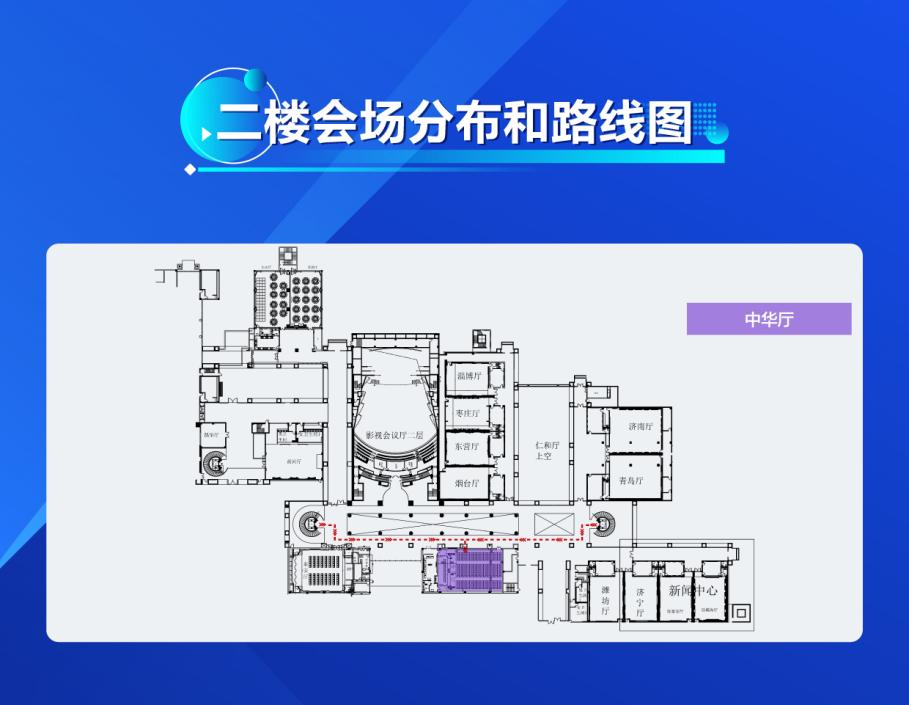 二楼会场分布和路线图
中华厅
淄博厅
枣庄厅
影视会议厅二层
东营厅
仁和厅
上空
济南厅
烟台厅
青岛厅
潍坊厅
济宁厅
新闻中心